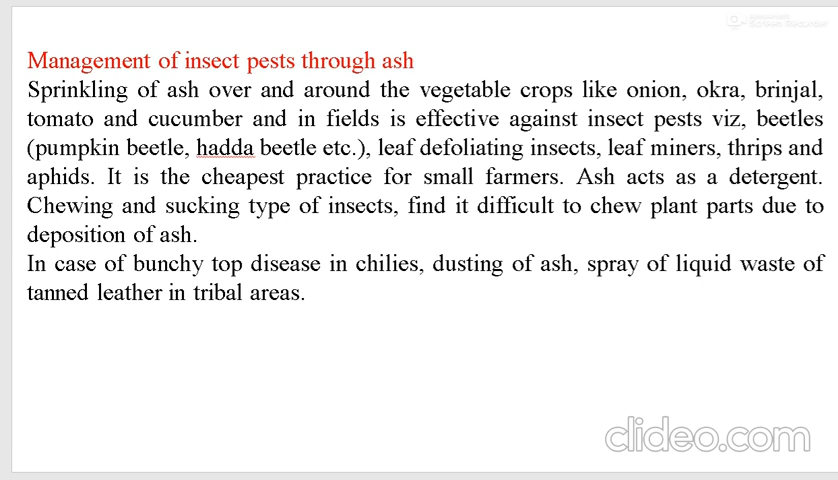 Management of insect pests through ash
Sprinkling of ash over and around the vegetable crops like onion, okra, brinjal,
tomato and cucumber and in fields is effective against insect pests viz, beetles
(pumpkin beetle, hadda beetle etc.), leaf defoliating insects, leaf miners, thrips and
aphids. It is the cheapest practice for small farmers. Ash acts as a detergent.
Chewing and sucking type of insects, find it difficult to chew plant parts due to
deposition of ash.
In case of bunchy top disease in chilies, dusting of ash, spray of liquid waste of
tanned leather in tribal areas.
clideo.com